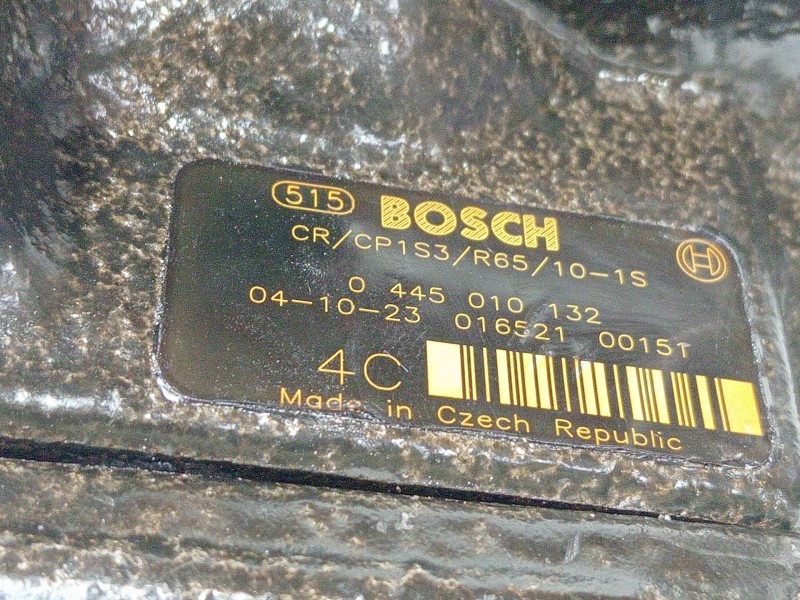 515 BOSCH
CR/CP1S3/R65/10-1S
0 445 010 132
04-10-23 016521 00151
4C
Made in Czech Republic